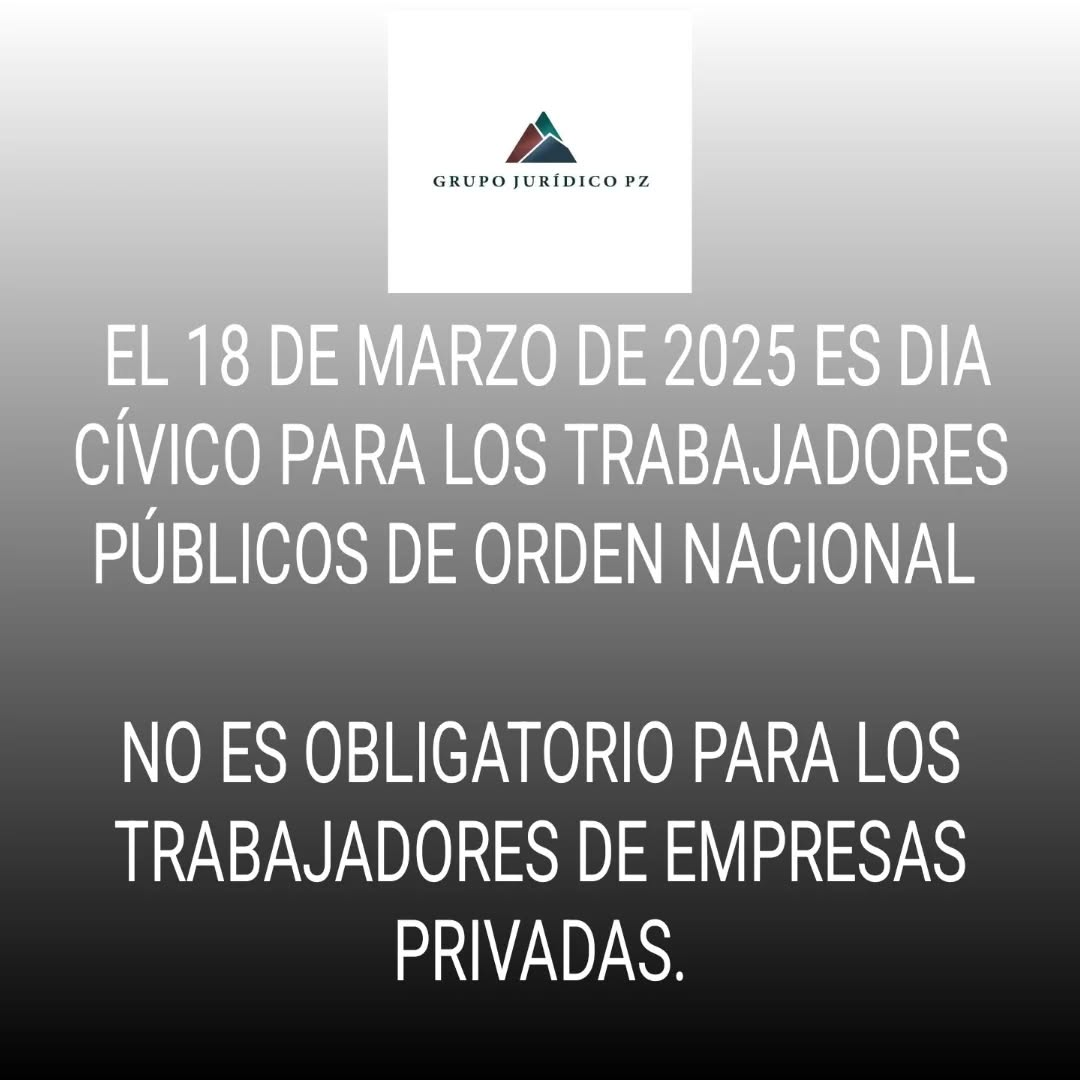 GRUPO JURÍDICO PZ
EL 18 DE MARZO DE 2025 ES DIA
CÍVICO PARA LOS TRABAJADORES
PÚBLICOS DE ORDEN NACIONAL
NO ES OBLIGATORIO PARA LOS
TRABAJADORES DE EMPRESAS
PRIVADAS.